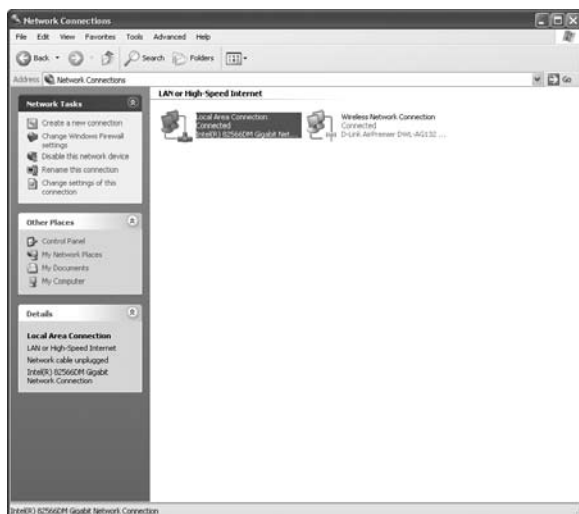 Network Connections
File Edit View Favorites Tools Advanced Help
Back Search Folders
Address Network Connections Go
Network Tasks
Create a new connection
Change Windows Firewall
settings
Disable this network device
Rename this connection
Change settings of this
connection
Other Places
Control Panel
My Network Places
My Documents
My Computer
Details
Local Area Connection
LAN or High-Speed Internet
Network cable unplugged
Intel(R) 82566DM Gigabit
Network Connection
LAN or High-Speed Internet
Local Area Connection
Connected
Intel(R) 82566DM Gigabit Net...
Wireless Network Connection
Connected
D-Link AirPremier DWL-AG132 ...
Intel(R) 82566DM Gigabit Network Connection